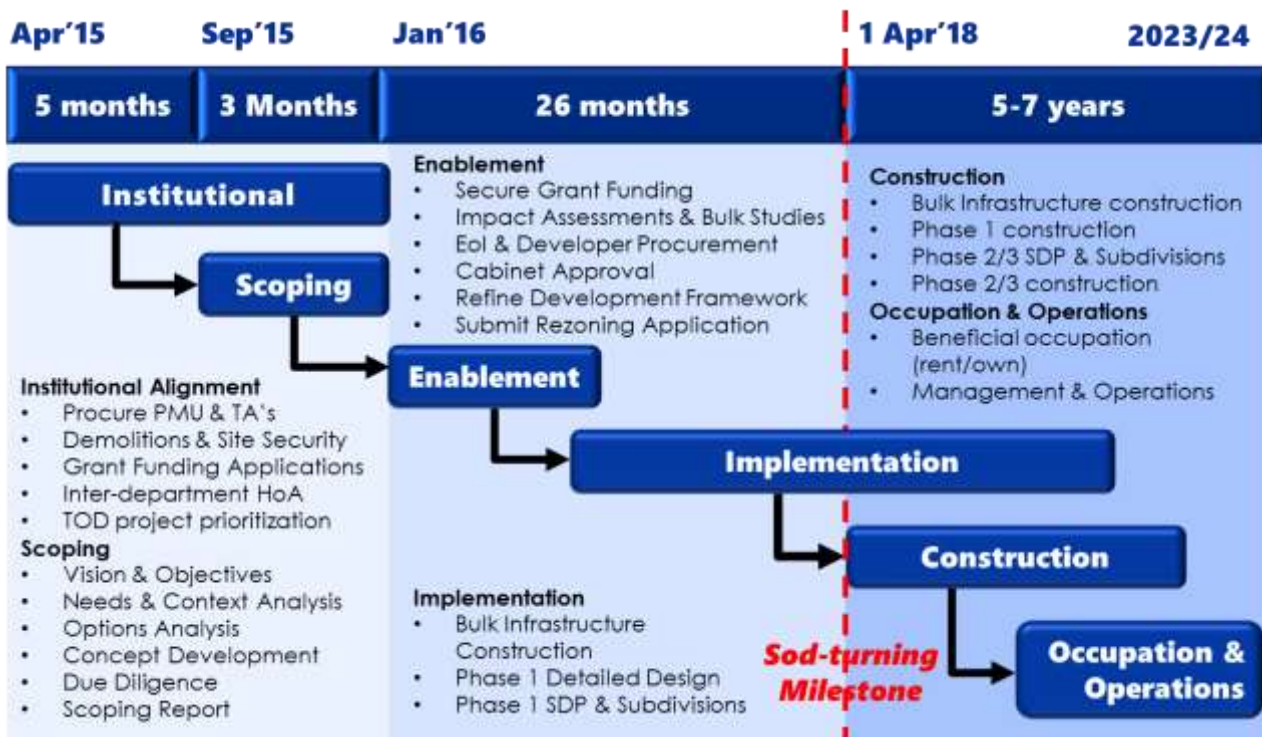 Apr'15
Sep'15
Jan'16
1 Apr'18
2023/24
5 months
3 Months
26 months
5-7 years
Institutional
Scoping
Enablement
Implementation
Construction
Occupation &
Operations
Institutional Alignment
• Procure PMU & TA's
• Demolitions & Site Security
• Grant Funding Applications
• Inter-department HoA
• TOD project prioritization
Scoping
• Vision & Objectives
• Needs & Context Analysis
• Options Analysis
• Concept Development
• Due Diligence
• Scoping Report
Enablement
• Secure Grant Funding
• Impact Assessments & Bulk Studies
• EoI & Developer Procurement
• Cabinet Approval
• Refine Development Framework
• Submit Rezoning Application
Implementation
• Bulk Infrastructure
Construction
• Phase 1 Detailed Design
• Phase 1 SDP & Subdivisions
Sod-turning
Milestone
Construction
• Bulk Infrastructure construction
• Phase 1 construction
• Phase 2/3 SDP & Subdivisions
• Phase 2/3 construction
Occupation & Operations
• Beneficial occupation
(rent/own)
• Management & Operations